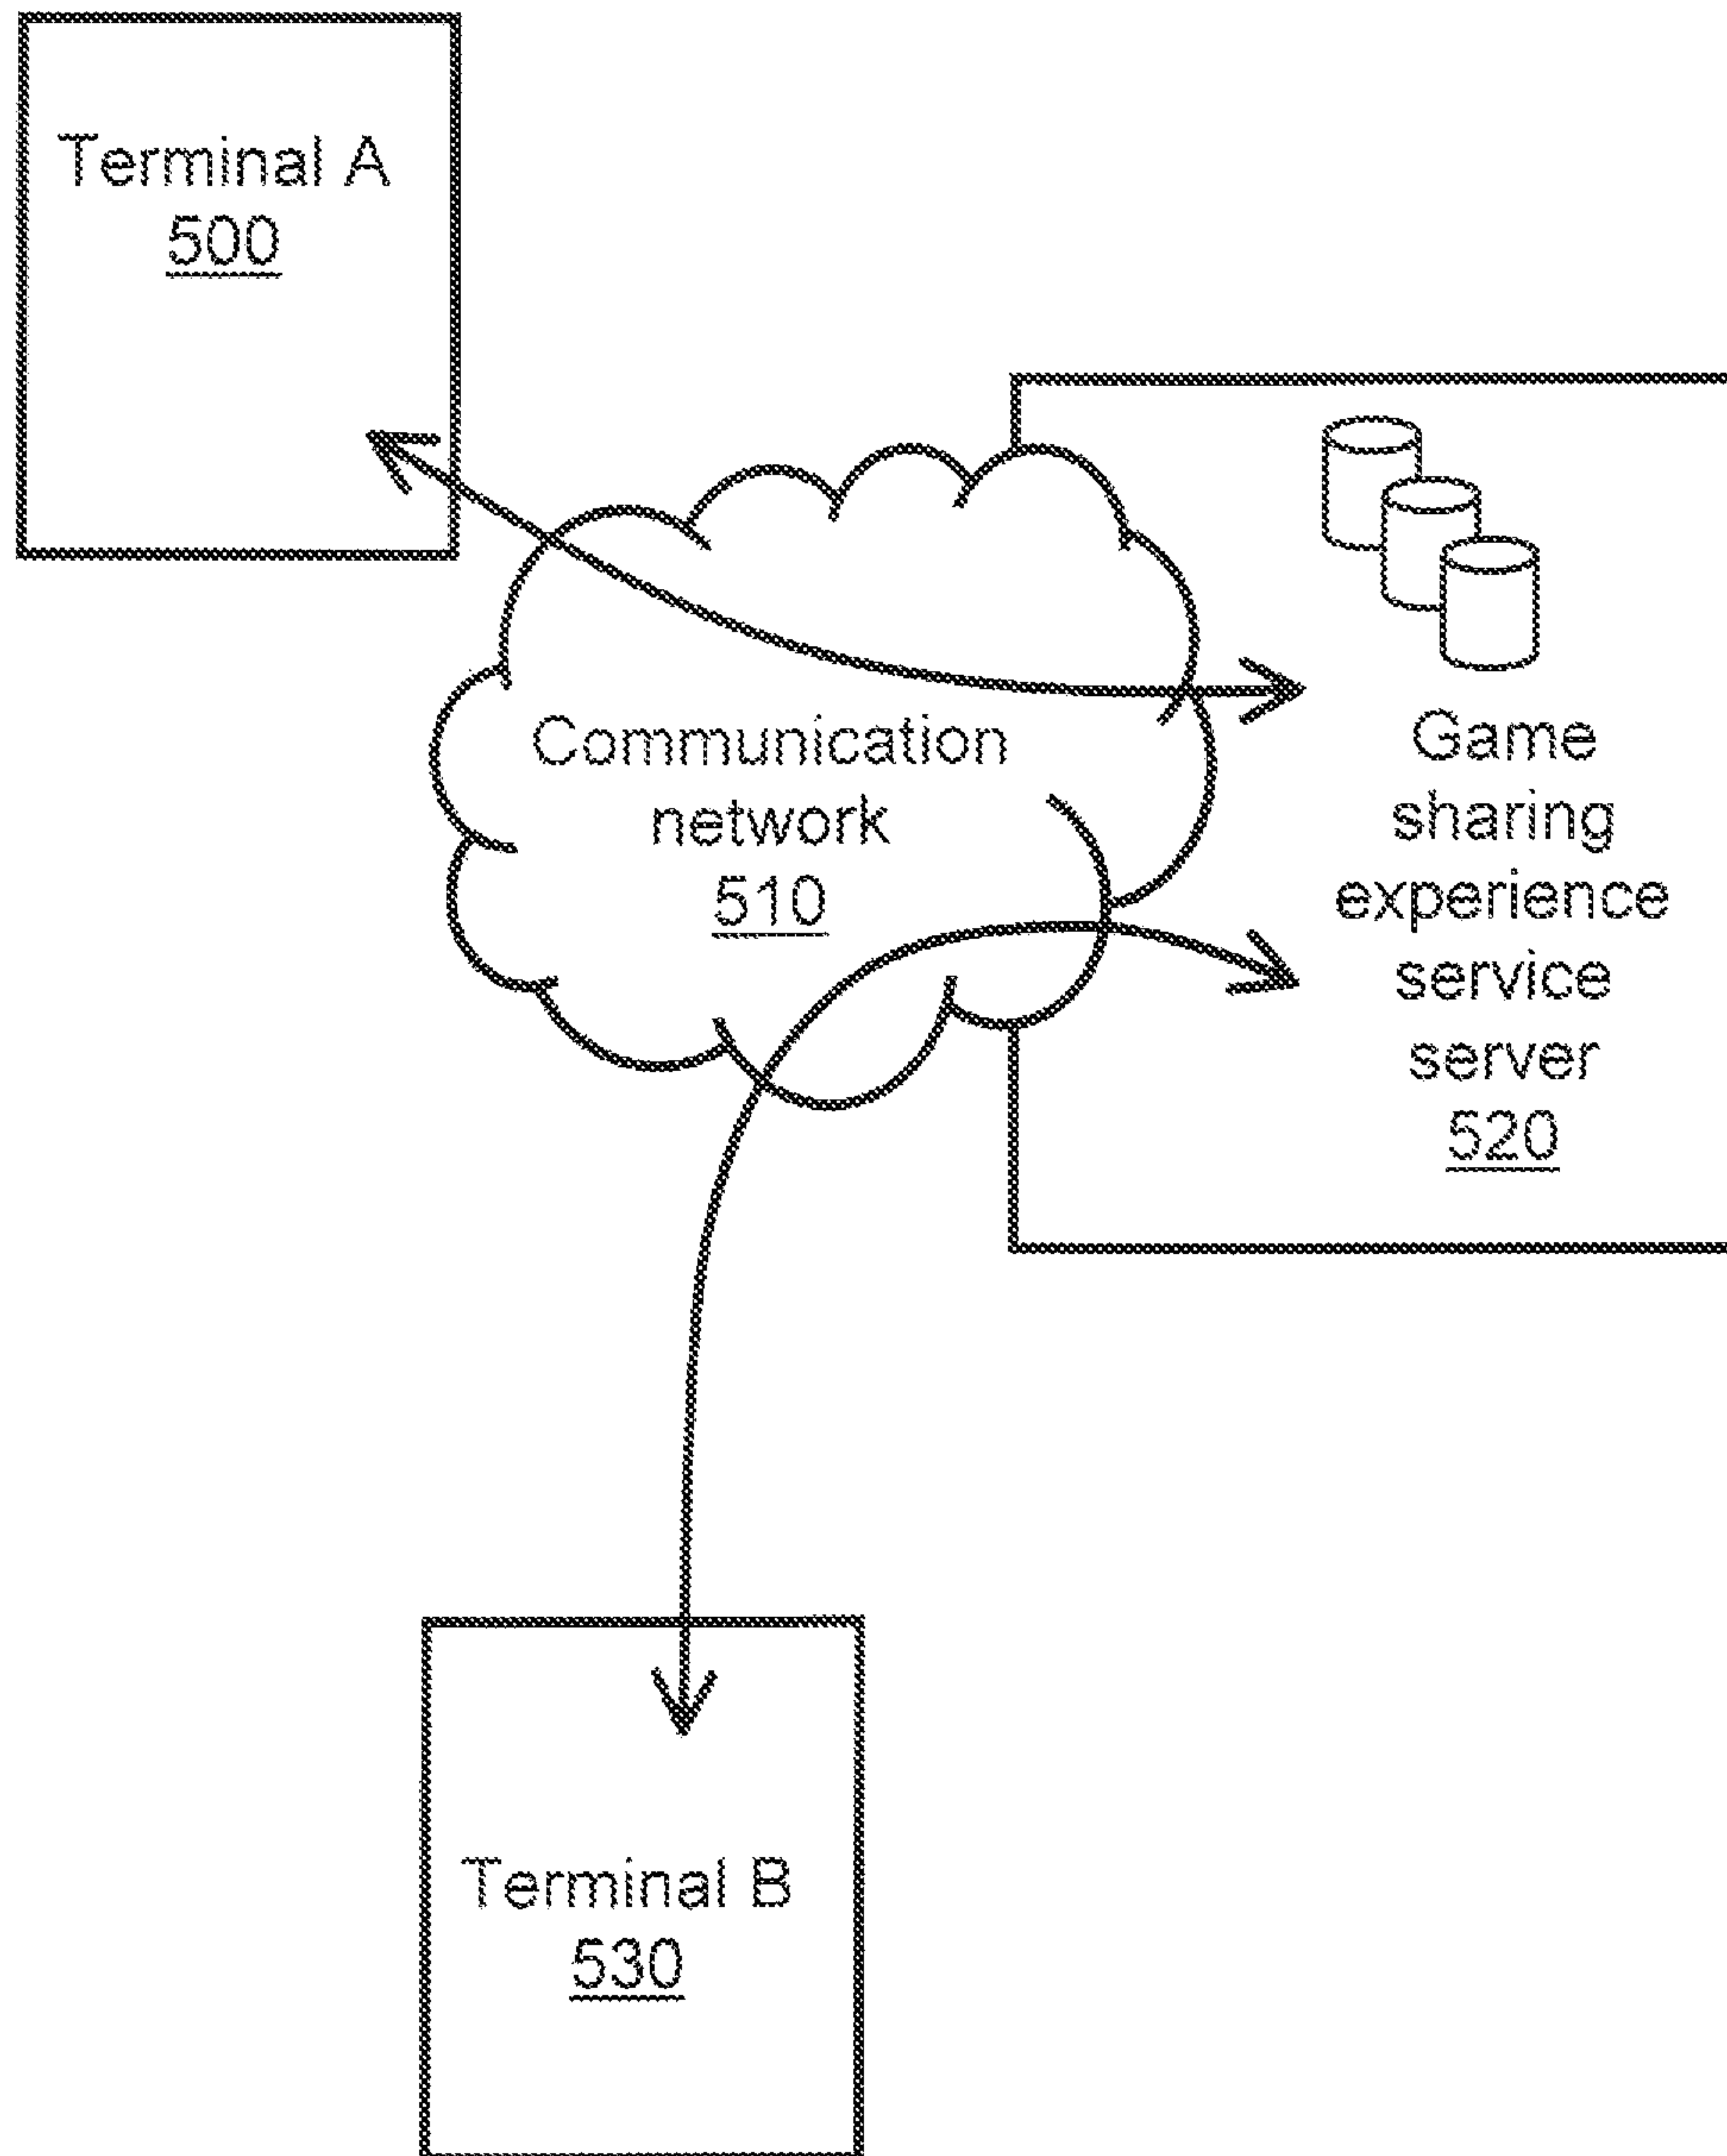 Terminal A
500
Communication
network
510
Game
sharing
experience
service
server
520
Terminal B
530